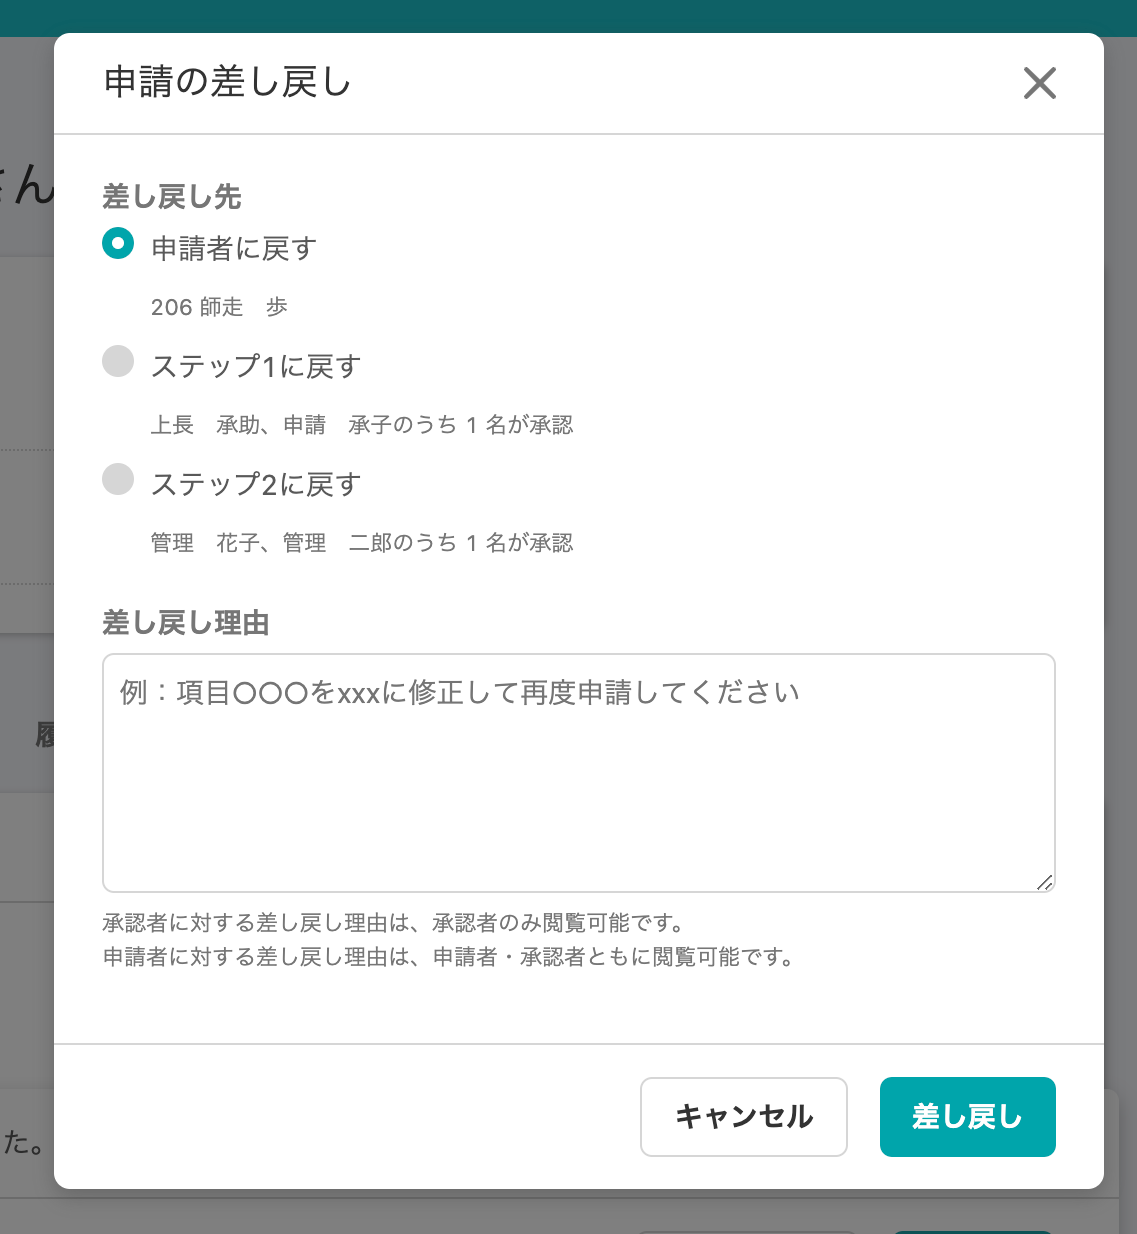 申請の差し戻し
さん
差し戻し先
申請者に戻す
206 師走　歩
ステップ1に戻す
上長　承助、申請　承子のうち 1 名が承認
ステップ2に戻す
管理　花子、管理　二郎のうち 1 名が承認
差し戻し理由
例：項目〇〇〇をxxxに修正して再度申請してください
履
承認者に対する差し戻し理由は、承認者のみ閲覧可能です。
申請者に対する差し戻し理由は、申請者・承認者ともに閲覧可能です。
キャンセル
差し戻し
た。